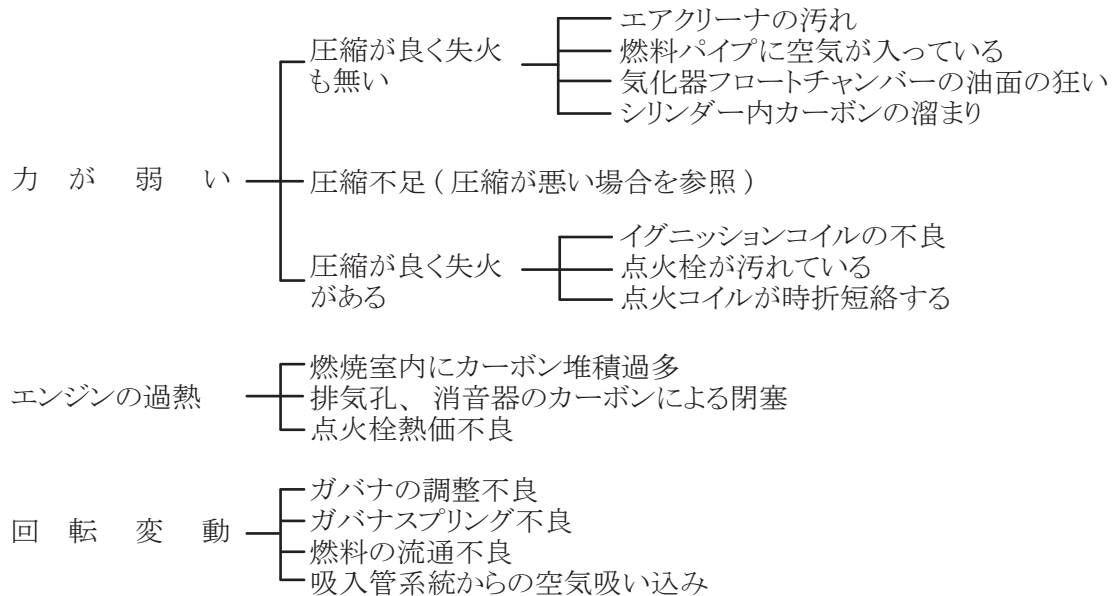 力が弱い
圧縮が良く失火
も無い
エアクリーナの汚れ
燃料パイプに空気が入っている
気化器フロートチャンバーの油面の狂い
シリンダー内カーボンの溜まり
圧縮不足(圧縮が悪い場合を参照)
圧縮が良く失火
がある
イグニッションコイルの不良
点火栓が汚れている
点火コイルが時折短絡する
エンジンの過熱
燃焼室内にカーボン堆積過多
排気孔、消音器のカーボンによる閉塞
点火栓熱価不良
回転変動
ガバナの調整不良
ガバナスプリング不良
燃料の流通不良
吸入管系統からの空気吸い込み